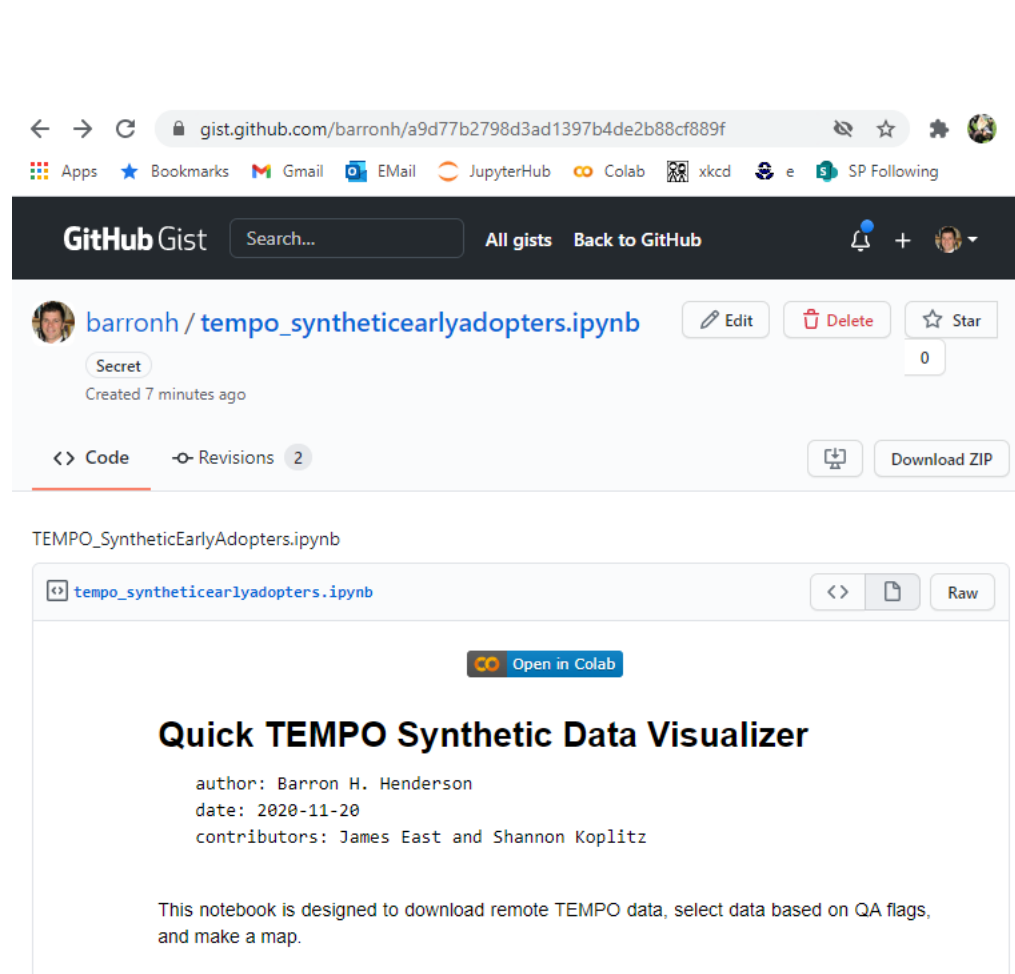 gist.github.com/barronh/a9d77b2798d3ad1397b4de2b88cf889f
Apps Bookmarks Gmail EMail JupyterHub Colab xkcd e SP Following
GitHub Gist Search... All gists Back to GitHub
barronh / tempo_syntheticearlyadopters.ipynb Edit Delete Star
Secret 0
Created 7 minutes ago
Code Revisions 2 Download ZIP
TEMPO_SyntheticEarlyAdopters.ipynb
tempo_syntheticearlyadopters.ipynb Raw
Open in Colab
Quick TEMPO Synthetic Data Visualizer
author: Barron H. Henderson
date: 2020-11-20
contributors: James East and Shannon Koplitz
This notebook is designed to download remote TEMPO data, select data based on QA flags,
and make a map.